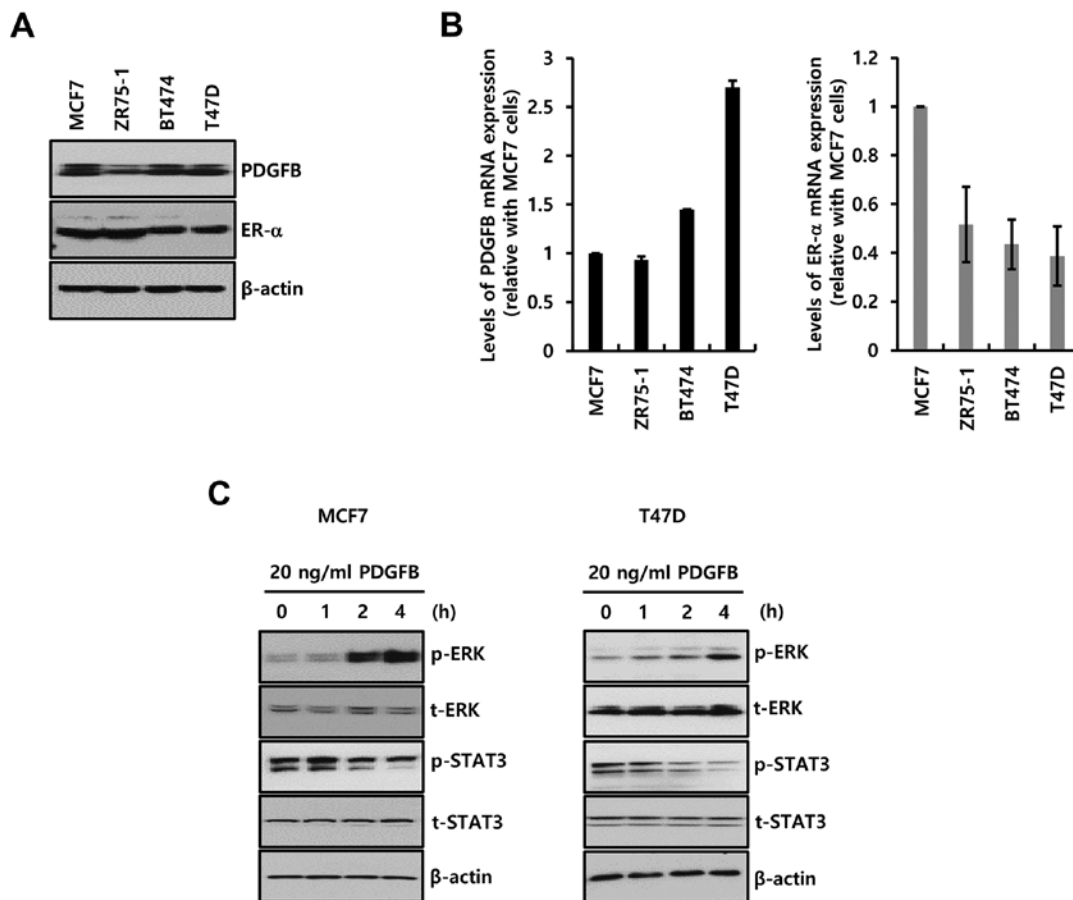 A
MCF7
ZR75-1
BT474
T47D
PDGFB
ER-α
β-actin
B
Levels of PDGFB mRNA expression
(relative with MCF7 cells)
3
2.5
2
1.5
1
0.5
0
MCF7
ZR75-1
BT474
T47D
Levels of ER-α mRNA expression
(relative with MCF7 cells)
1.2
1
0.8
0.6
0.4
0.2
0
MCF7
ZR75-1
BT474
T47D
C
MCF7
20 ng/ml PDGFB
0 1 2 4 (h)
p-ERK
t-ERK
p-STAT3
t-STAT3
β-actin
T47D
20 ng/ml PDGFB
0 1 2 4 (h)
p-ERK
t-ERK
p-STAT3
t-STAT3
β-actin